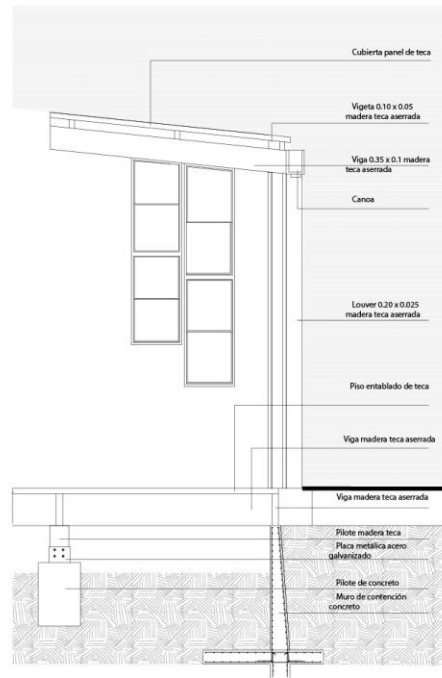 Cubierta panel de teca
Vigeta 0.10 x 0.05
madera teca aserrada
Viga 0.35 x 0.1 madera
teca aserrada
Canoa
Louver 0.20 x 0.025
madera teca aserrada
Piso entablado de teca
Viga madera teca aserrada
Viga madera teca aserrada
Pilote madera teca
Placa metálica acero
galvanizado
Pilote de concreto
Muro de contención
concreto